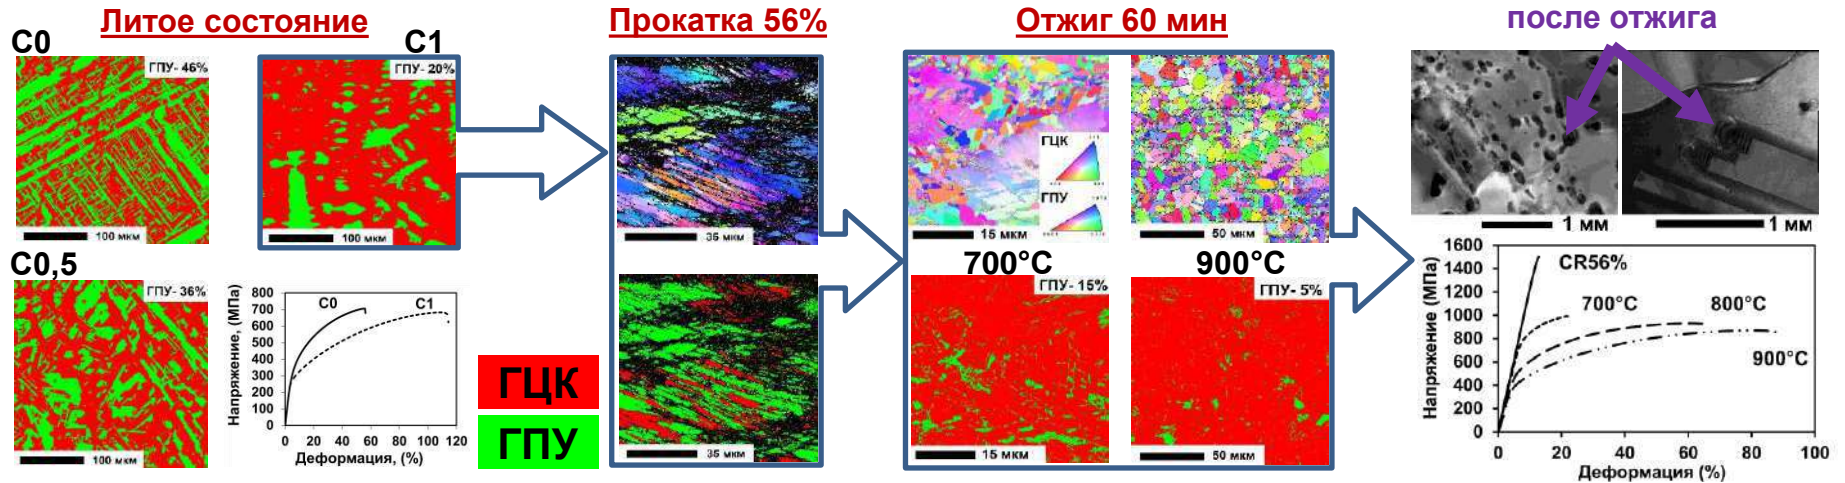 Литое состояние
Прокатка 56%
Отжиг 60 мин
после отжига
C0
C1
ГПУ- 46%
ГПУ- 20%
100 мкм
100 мкм
C0,5
ГПУ- 36%
100 мкм
Напряжение, (МПа)
800
700
600
500
400
300
200
100
0
C0
C1
0
20
40
60
80
100
120
Деформация, (%)
ГЦК
ГПУ
35 мкм
35 мкм
ГЦК
ГПУ
15 мкм
50 мкм
700°C
900°C
ГПУ- 15%
ГПУ- 5%
15 мкм
50 мкм
1 мм
1 мм
Напряжение (МПа)
1600
1400
1200
1000
800
600
400
200
0
CR56%
700°C
800°C
900°C
0
20
40
60
80
100
Деформация (%)